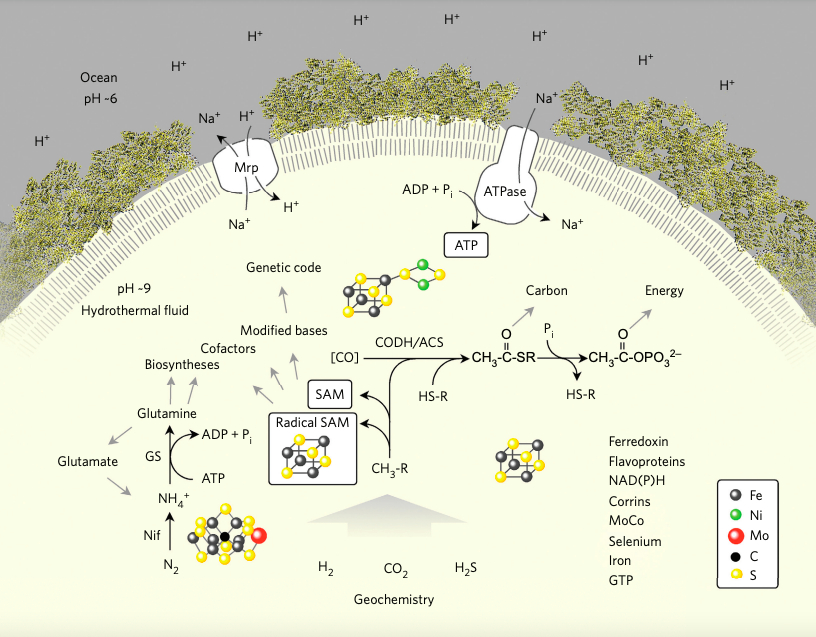 H⁺
H⁺
H⁺
H⁺
H⁺
H⁺
H⁺
H⁺
Ocean
pH ~6
Na⁺
H⁺
Mrp
Na⁺
H⁺
Na⁺
ATPase
Na⁺
ADP + Pᵢ
ATP
pH ~9
Hydrothermal fluid
Genetic code
Modified bases
Cofactors
Biosyntheses
Carbon
Energy
[CO]
CODH/ACS
HS-R
O
CH₃-C-SR
Pᵢ
O
CH₃-C-OPO₃²⁻
HS-R
SAM
Radical SAM
CH₃-R
Glutamine
Glutamate
GS
ADP + Pᵢ
ATP
NH₄⁺
Nif
N₂
H₂
CO₂
H₂S
Geochemistry
Ferredoxin
Flavoproteins
NAD(P)H
Corrins
MoCo
Selenium
Iron
GTP
Fe
Ni
Mo
C
S